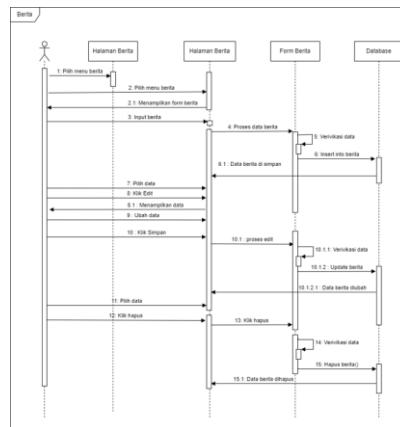 Berita
Halaman Berita
Halaman Berita
Form Berita
Database
1: Pilih menu berita
2. Pilih menu berita
2.1: Menampilkan form berita
3. Input berita
4. Proses data berita
5. Verivikasi data
6: Insert into berita
6.1 : Data berita di simpan
7: Pilih data
8: Klik Edit
8.1 : Menampilkan data
9 : Ubah data
10 : Klik Simpan
10.1 : proses edit
10.1.1: Verivikasi data
10.1.2 : Update berita
10.1.2.1 : Data berita diubah
11: Pilih data
12: Klik hapus
13: Klik hapus
14: Verivikasi data
15: Hapus berita()
15.1: Data berita dihapus